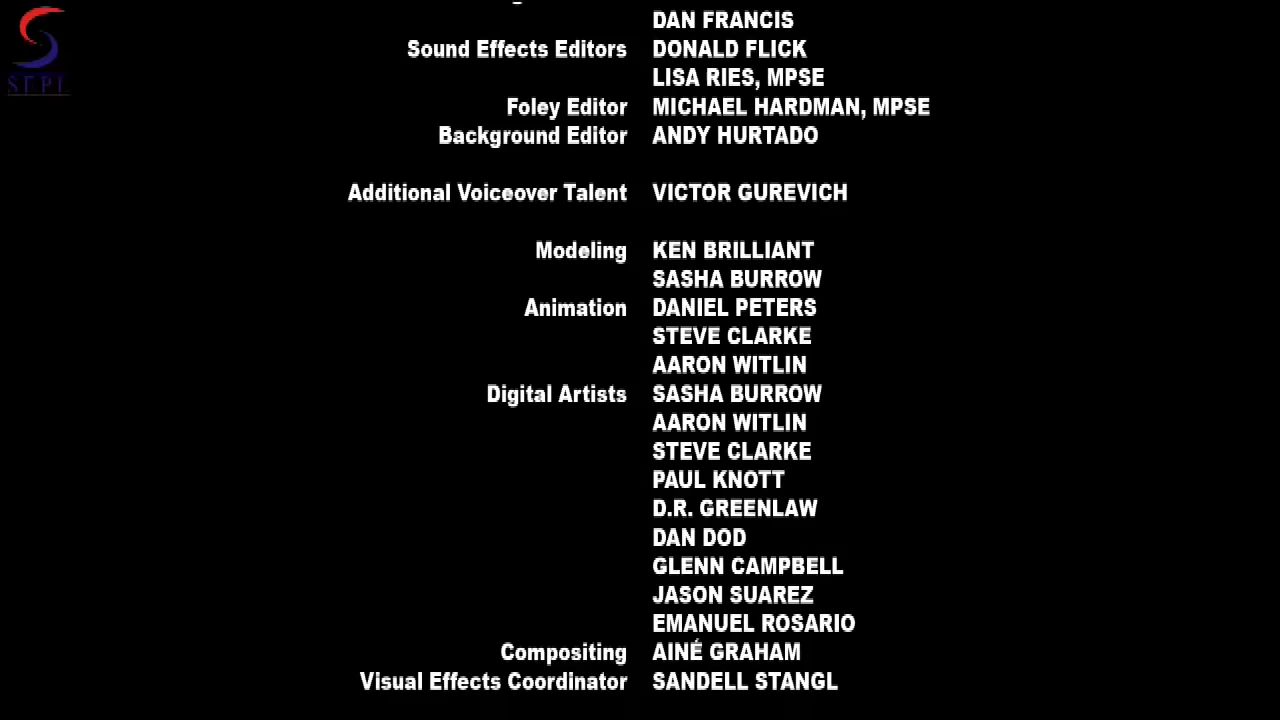 SEPL
DAN FRANCIS
Sound Effects Editors DONALD FLICK
LISA RIES, MPSE
Foley Editor MICHAEL HARDMAN, MPSE
Background Editor ANDY HURTADO
Additional Voiceover Talent VICTOR GUREVICH
Modeling KEN BRILLIANT
SASHA BURROW
Animation DANIEL PETERS
STEVE CLARKE
AARON WITLIN
Digital Artists SASHA BURROW
AARON WITLIN
STEVE CLARKE
PAUL KNOTT
D.R. GREENLAW
DAN DOD
GLENN CAMPBELL
JASON SUAREZ
EMANUEL ROSARIO
Compositing AINÉ GRAHAM
Visual Effects Coordinator SANDELL STANGL